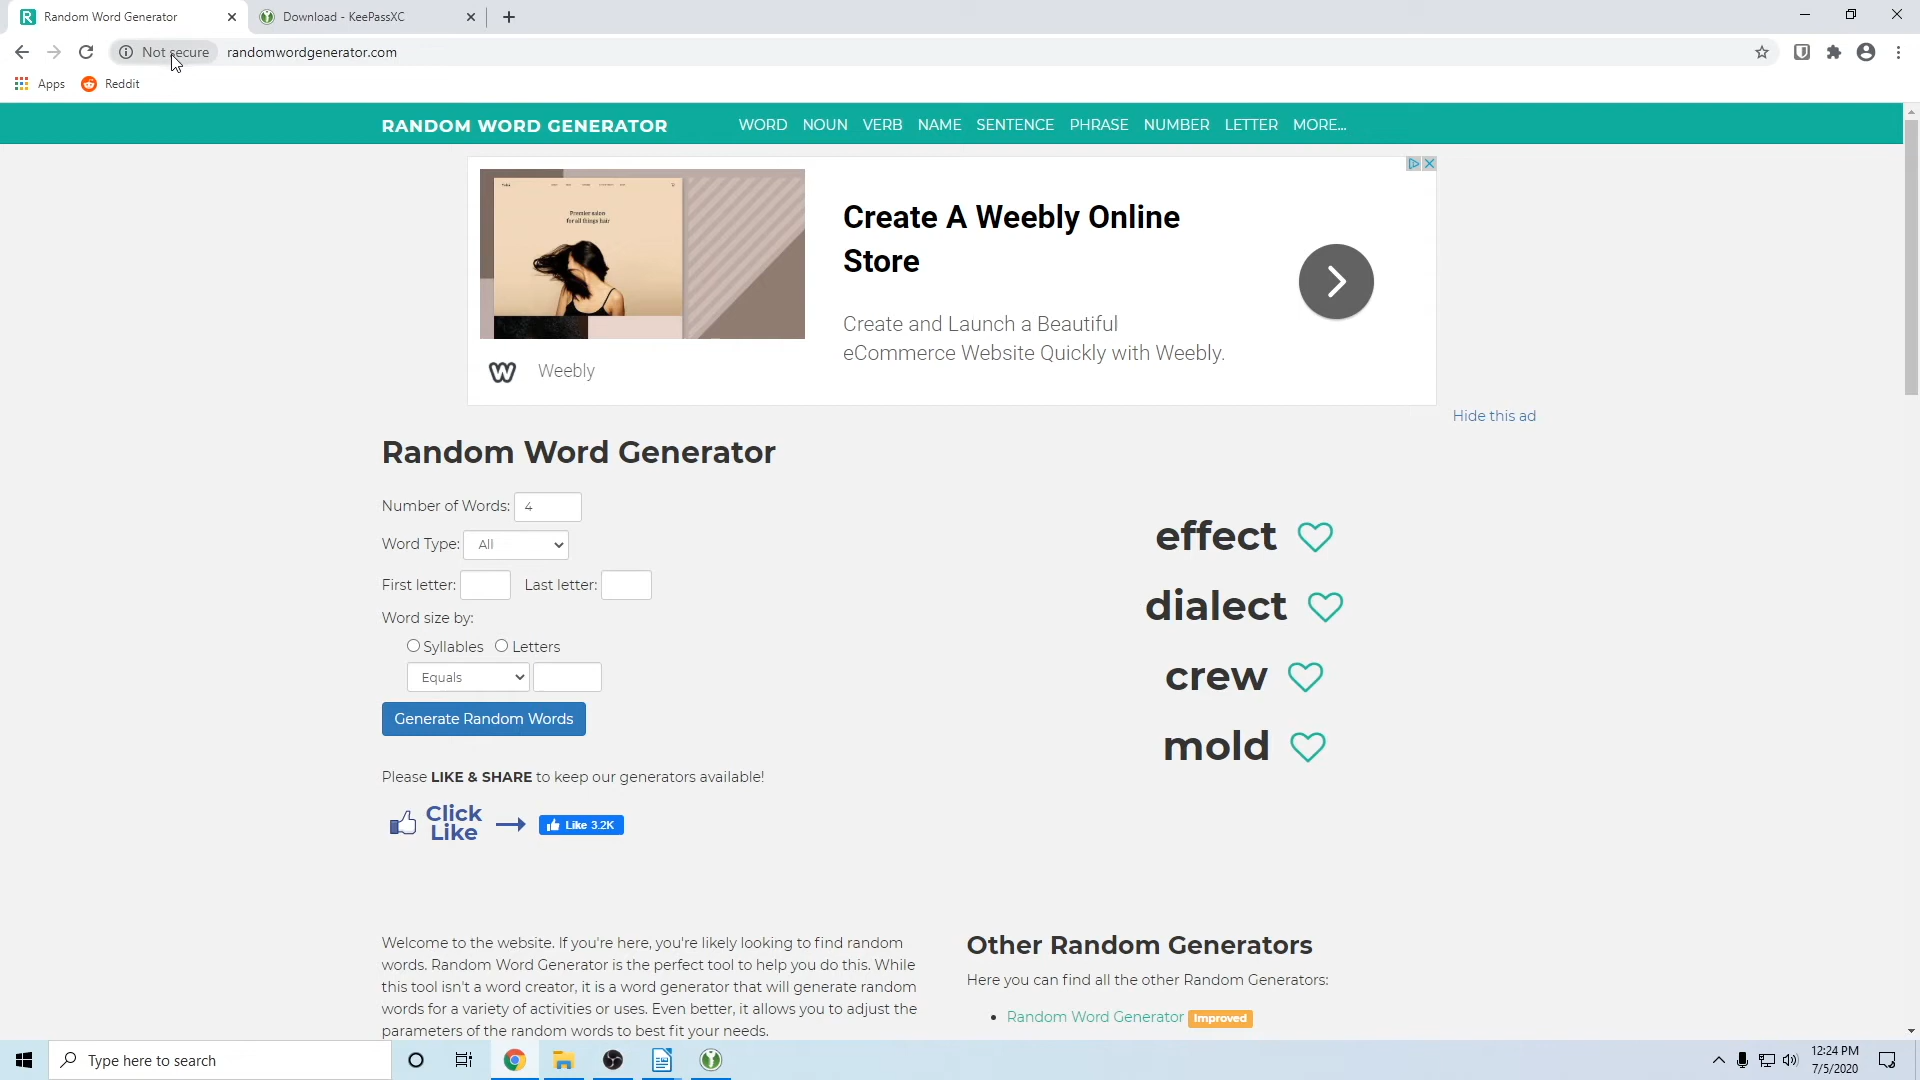 Random Word Generator
Download - KeePassXC
Not secure
randomwordgenerator.com
Apps
Reddit
RANDOM WORD GENERATOR
WORD NOUN VERB NAME SENTENCE PHRASE NUMBER LETTER MORE...
Premier salon
for all things hair
Create A Weebly Online
Store
Create and Launch a Beautiful
eCommerce Website Quickly with Weebly.
Weebly
Hide this ad
Random Word Generator
Number of Words: 4
Word Type: All
First letter: Last letter:
Word size by:
Syllables Letters
Equals
Generate Random Words
effect
dialect
crew
mold
Please LIKE & SHARE to keep our generators available!
Click
Like
Like 3.2K
Welcome to the website. If you're here, you're likely looking to find random
words. Random Word Generator is the perfect tool to help you do this. While
this tool isn't a word creator, it is a word generator that will generate random
words for a variety of activities or uses. Even better, it allows you to adjust the
parameters of the random words to best fit your needs.
Other Random Generators
Here you can find all the other Random Generators:
Random Word Generator Improved
Type here to search
12:24 PM
7/5/2020